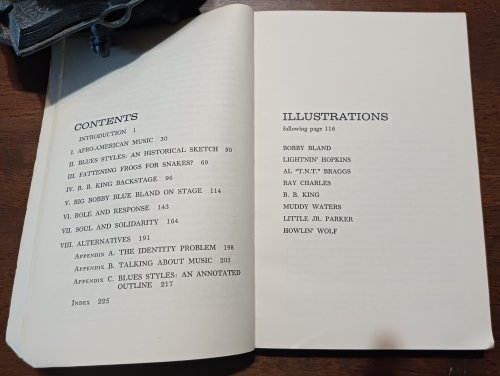 CONTENTS
INTRODUCTION 1
I. AFRO-AMERICAN MUSIC 30
II. BLUES STYLES: AN HISTORICAL SKETCH 50
III. FATTENING FROGS FOR SNAKES? 69
IV. B. B. KING BACKSTAGE 96
V. BIG BOBBY BLUE BLAND ON STAGE 114
VI. ROLE AND RESPONSE 143
VII. SOUL AND SOLIDARITY 164
VIII. ALTERNATIVES 191
APPENDIX A. THE IDENTITY PROBLEM 198
APPENDIX B. TALKING ABOUT MUSIC 203
APPENDIX C. BLUES STYLES: AN ANNOTATED
OUTLINE 217
INDEX 225
ILLUSTRATIONS
following page 116
BOBBY BLAND
LIGHTNIN' HOPKINS
AL "T.N.T." BRAGGS
RAY CHARLES
B. B. KING
MUDDY WATERS
LITTLE JR. PARKER
HOWLIN' WOLF